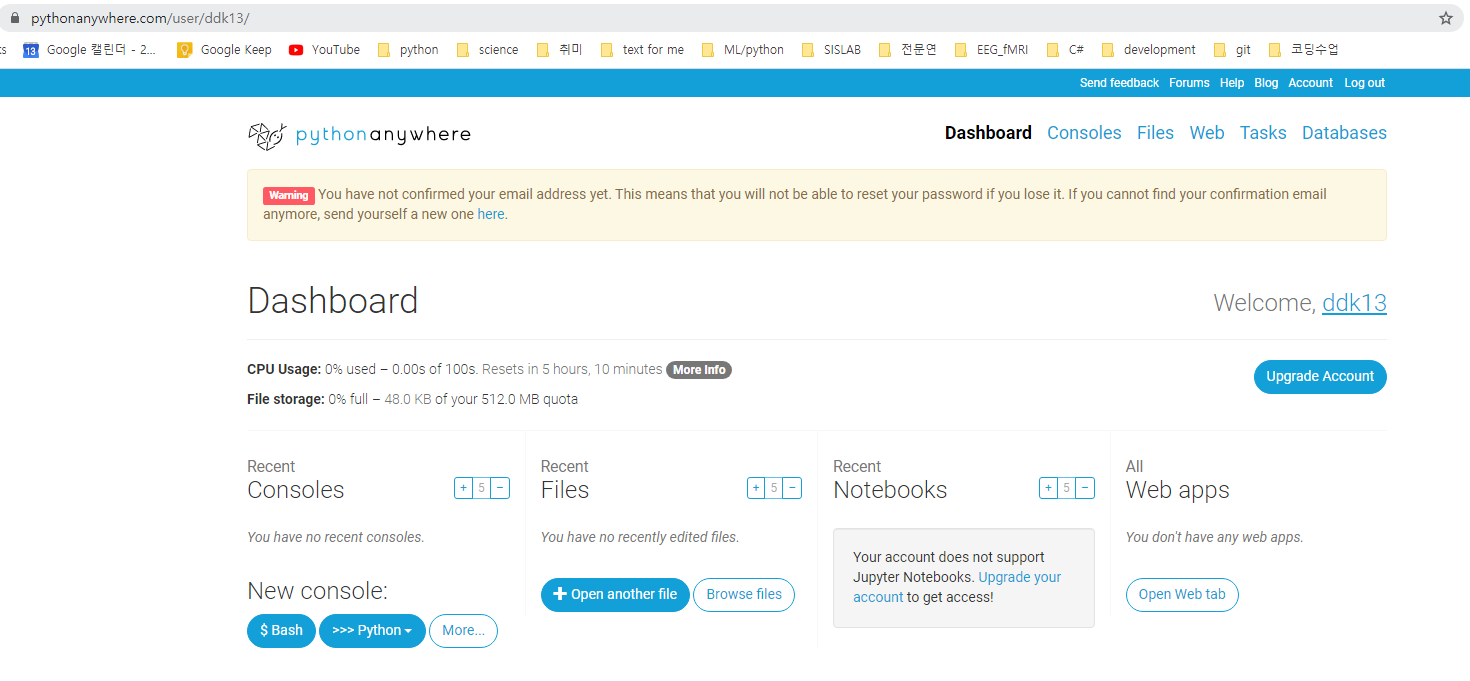 pythonanywhere.com/user/ddk13/
ts 13 Google 캘린더 - 2... Google Keep YouTube python science 취미 text for me ML/python SISLAB 전문연 EEG_fMRI C# development git 코딩수업
Send feedback Forums Help Blog Account Log out
pythonanywhere
Dashboard Consoles Files Web Tasks Databases
Warning You have not confirmed your email address yet. This means that you will not be able to reset your password if you lose it. If you cannot find your confirmation email
anymore, send yourself a new one here.
Dashboard
Welcome, ddk13
CPU Usage: 0% used – 0.00s of 100s. Resets in 5 hours, 10 minutes More Info
Upgrade Account
File storage: 0% full – 48.0 KB of your 512.0 MB quota
Recent
Consoles
+ 5 −
You have no recent consoles.
New console:
$ Bash >>> Python More...
Recent
Files
+ 5 −
You have no recently edited files.
+ Open another file Browse files
Recent
Notebooks
+ 5 −
Your account does not support
Jupyter Notebooks. Upgrade your
account to get access!
All
Web apps
You don't have any web apps.
Open Web tab